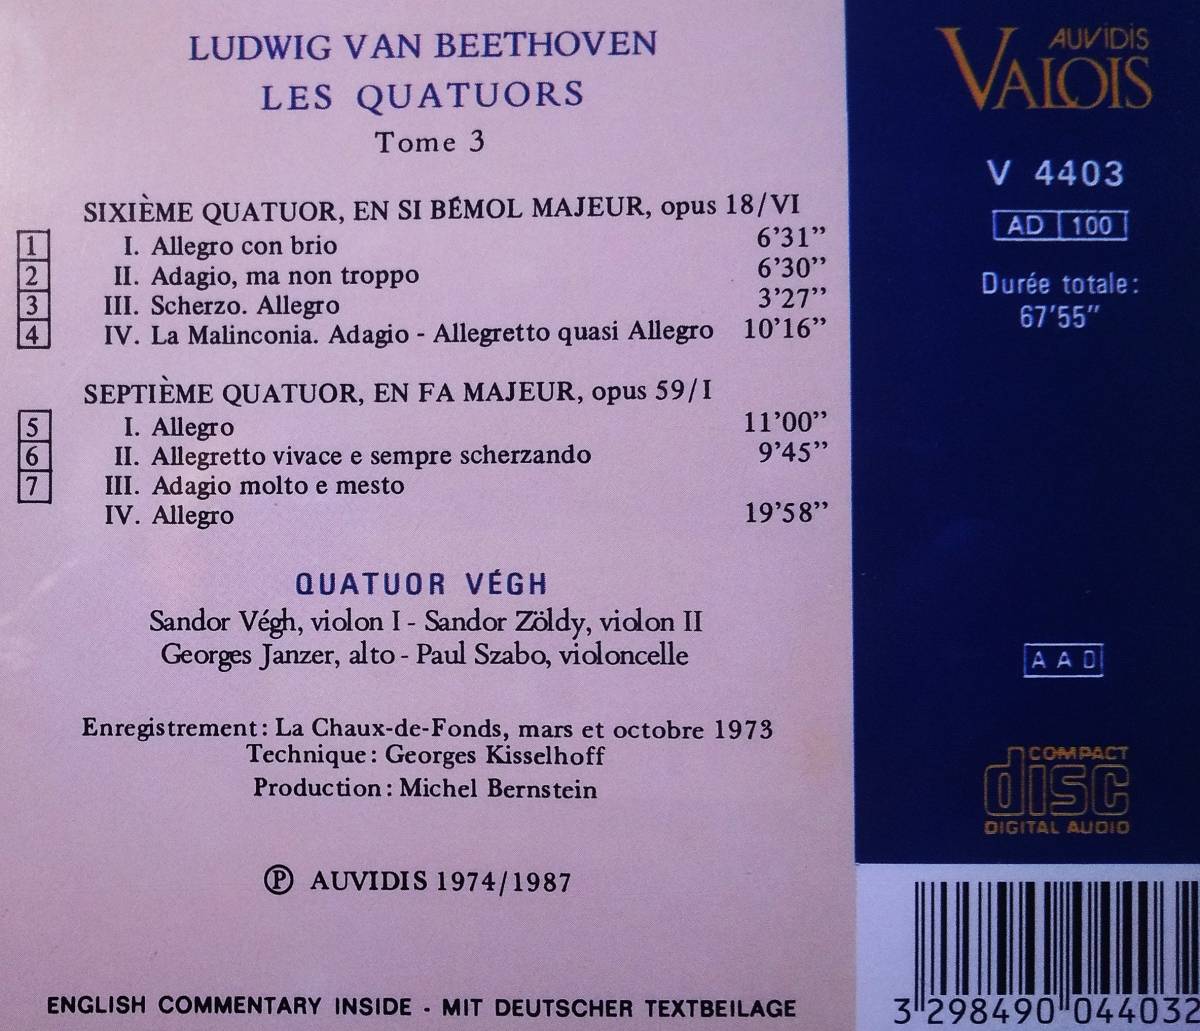 LUDWIG VAN BEETHOVEN
LES QUATUORS
Tome 3
SIXIÈME QUATUOR, EN SI BÉMOL MAJEUR, opus 18/VI
1 I. Allegro con brio 6'31"
2 II. Adagio, ma non troppo 6'30"
3 III. Scherzo. Allegro 3'27"
4 IV. La Malinconia. Adagio - Allegretto quasi Allegro 10'16"
SEPTIÈME QUATUOR, EN FA MAJEUR, opus 59/I
5 I. Allegro 11'00"
6 II. Allegretto vivace e sempre scherzando 9'45"
7 III. Adagio molto e mesto
IV. Allegro 19'58"
QUATUOR VÉGH
Sandor Végh, violon I - Sandor Zöldy, violon II
Georges Janzer, alto - Paul Szabo, violoncelle
Enregistrement: La Chaux-de-Fonds, mars et octobre 1973
Technique: Georges Kisselhoff
Production: Michel Bernstein
Ⓟ AUVIDIS 1974/1987
ENGLISH COMMENTARY INSIDE - MIT DEUTSCHER TEXTBEILAGE
AUVIDIS
VALOIS
V 4403
AD 100
Durée totale:
67'55"
AAD
COMPACT
disc
DIGITAL AUDIO
3 298490 044032